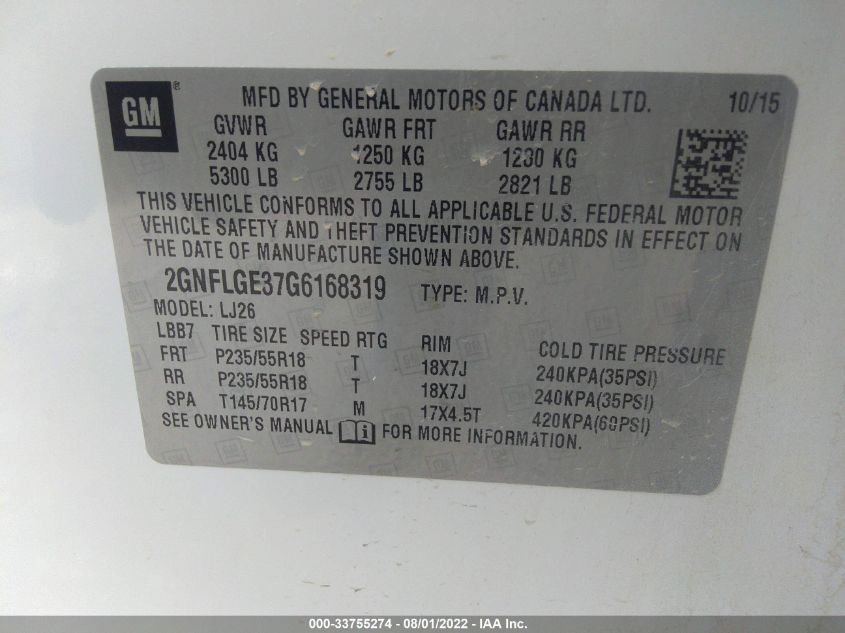 GM®
MFD BY GENERAL MOTORS OF CANADA LTD. 10/15
GVWR GAWR FRT GAWR RR
2404 KG 1250 KG 1230 KG
5300 LB 2755 LB 2821 LB
THIS VEHICLE CONFORMS TO ALL APPLICABLE U.S. FEDERAL MOTOR
VEHICLE SAFETY AND THEFT PREVENTION STANDARDS IN EFFECT ON
THE DATE OF MANUFACTURE SHOWN ABOVE.
2GNFLGE37G6168319 TYPE: M.P.V.
MODEL: LJ26
LBB7 TIRE SIZE SPEED RTG RIM COLD TIRE PRESSURE
FRT P235/55R18 T 18X7J 240KPA(35PSI)
RR P235/55R18 T 18X7J 240KPA(35PSI)
SPA T145/70R17 M 17X4.5T 420KPA(60PSI)
SEE OWNER'S MANUAL i FOR MORE INFORMATION.
000-33755274 - 08/01/2022 - IAA Inc.